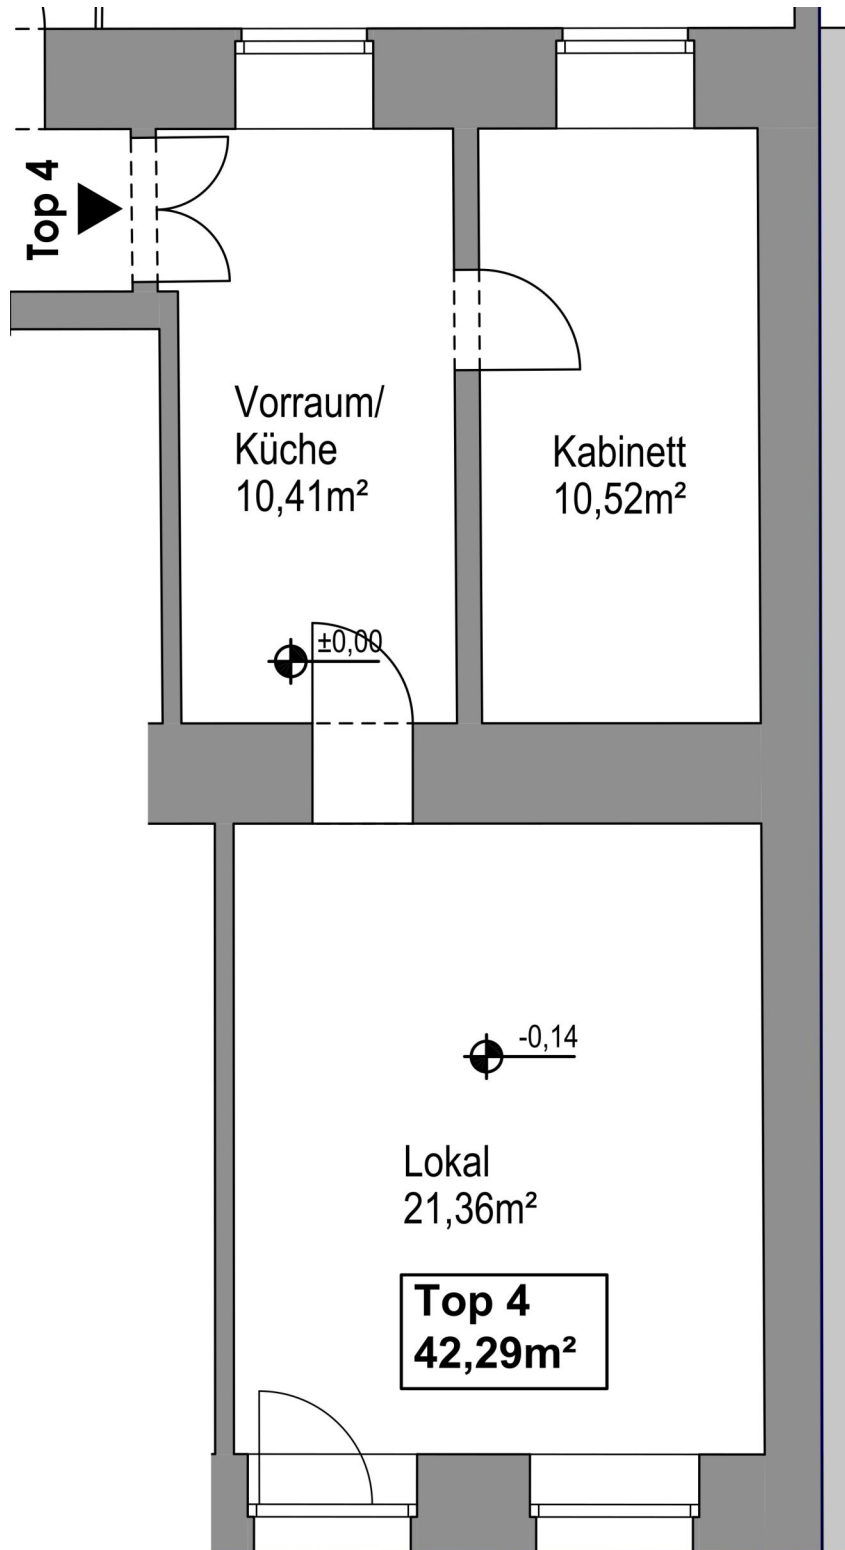 Top 4
Vorraum/
Küche
10,41m²
Kabinett
10,52m²
±0,00
-0,14
Lokal
21,36m²
Top 4
42,29m²